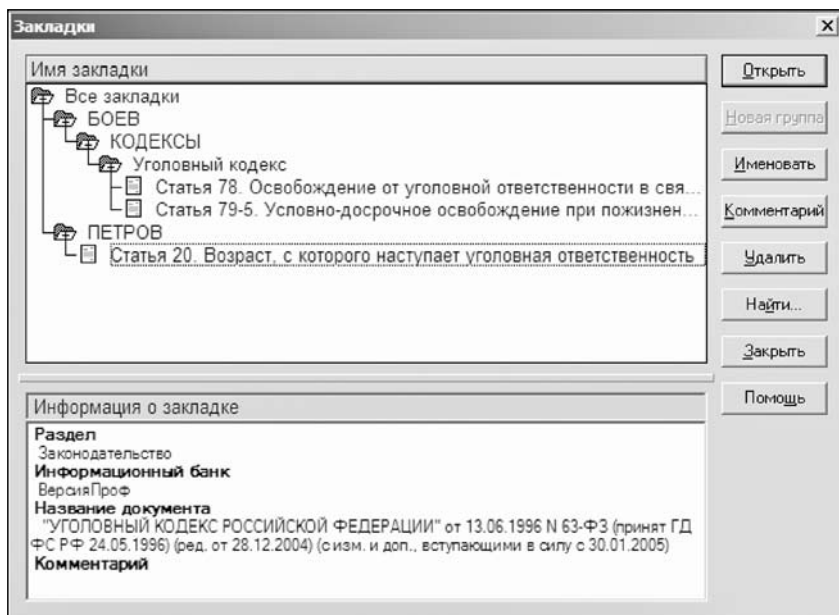 Закладки
Имя закладки
Все закладки
БОЕВ
КОДЕКСЫ
Уголовный кодекс
Статья 78. Освобождение от уголовной ответственности в свя...
Статья 79-5. Условно-досрочное освобождение при пожизнен...
ПЕТРОВ
Статья 20. Возраст, с которого наступает уголовная ответственность
Открыть
Новая группа
Именовать
Комментарий
Удалить
Найти...
Закрыть
Помощь
Информация о закладке
Раздел
Законодательство
Информационный банк
ВерсияПроф
Название документа
"УГОЛОВНЫЙ КОДЕКС РОССИЙСКОЙ ФЕДЕРАЦИИ" от 13.06.1996 N 63-ФЗ (принят ГД
ФС РФ 24.05.1996) (ред. от 28.12.2004) (с изм. и доп., вступающими в силу с 30.01.2005)
Комментарий